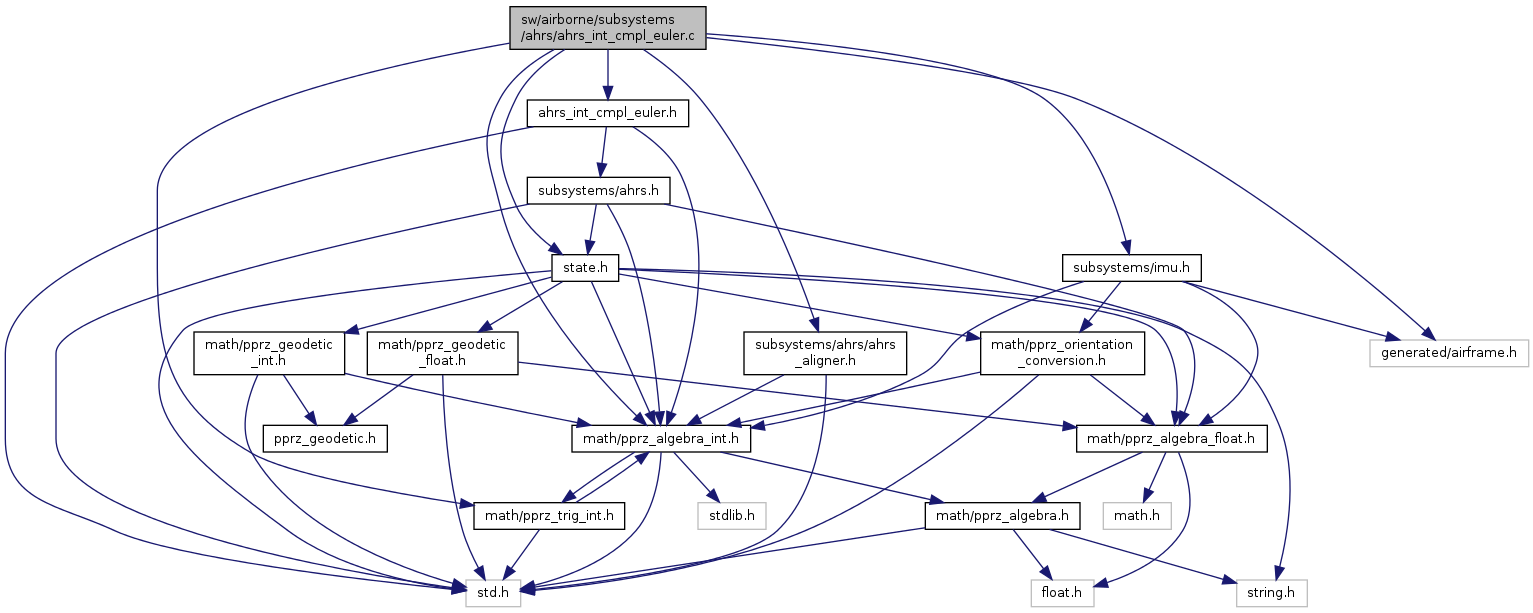 sw/airborne/subsystems
/ahrs/ahrs_int_cmpl_euler.c
ahrs_int_cmpl_euler.h
subsystems/ahrs.h
state.h
subsystems/imu.h
math/pprz_geodetic
_int.h
math/pprz_geodetic
_float.h
subsystems/ahrs/ahrs
_aligner.h
math/pprz_orientation
_conversion.h
generated/airframe.h
pprz_geodetic.h
math/pprz_algebra_int.h
math/pprz_algebra_float.h
math/pprz_trig_int.h
stdlib.h
math/pprz_algebra.h
math.h
std.h
float.h
string.h